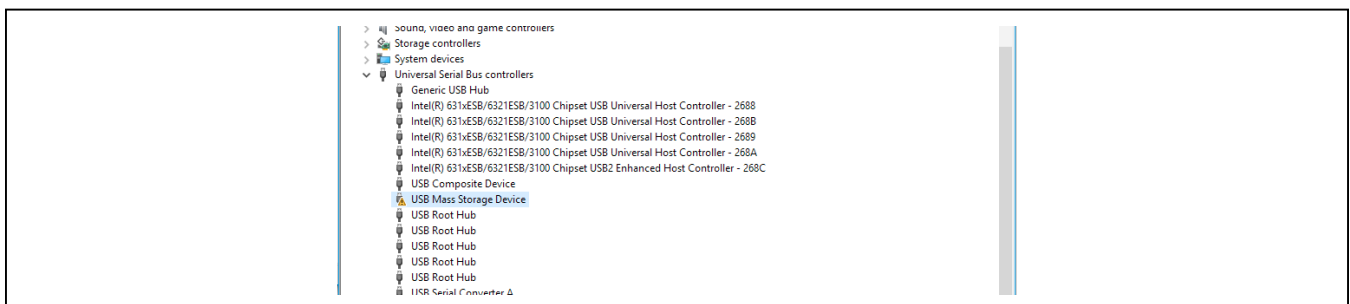 Sound, video and game controllers
Storage controllers
System devices
Universal Serial Bus controllers
Generic USB Hub
Intel(R) 631xESB/6321ESB/3100 Chipset USB Universal Host Controller - 2688
Intel(R) 631xESB/6321ESB/3100 Chipset USB Universal Host Controller - 268B
Intel(R) 631xESB/6321ESB/3100 Chipset USB Universal Host Controller - 2689
Intel(R) 631xESB/6321ESB/3100 Chipset USB Universal Host Controller - 268A
Intel(R) 631xESB/6321ESB/3100 Chipset USB2 Enhanced Host Controller - 268C
USB Composite Device
USB Mass Storage Device
USB Root Hub
USB Root Hub
USB Root Hub
USB Root Hub
USB Root Hub
USB Serial Converter A